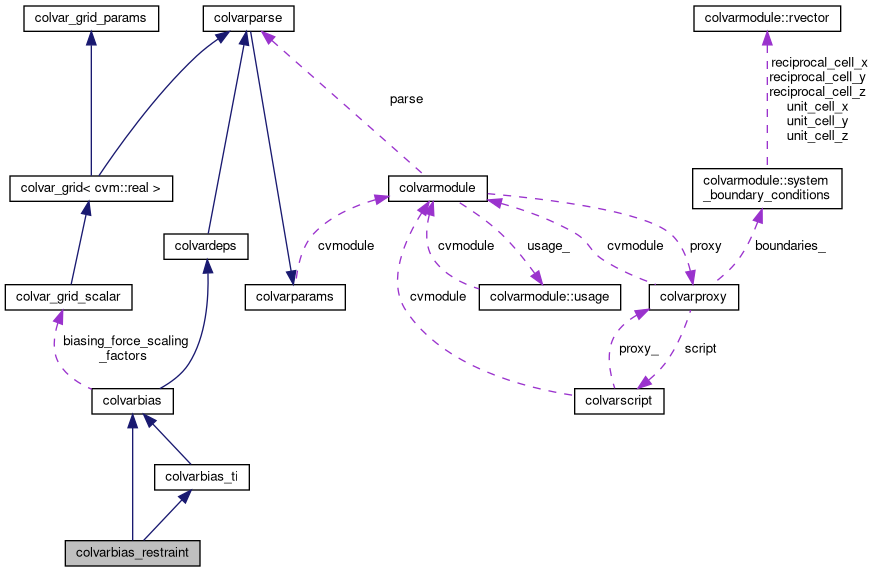 colvar_grid_params
colvarparse
colvarmodule::rvector
reciprocal_cell_x
reciprocal_cell_y
reciprocal_cell_z
unit_cell_x
unit_cell_y
unit_cell_z
parse
colvar_grid< cvm::real >
colvarmodule
colvarmodule::system
_boundary_conditions
colvardeps
cvmodule
cvmodule
usage_
cvmodule
proxy
boundaries_
colvar_grid_scalar
colvarparams
cvmodule
colvarmodule::usage
colvarproxy
biasing_force_scaling
_factors
proxy_
script
colvarbias
colvarscript
colvarbias_ti
colvarbias_restraint